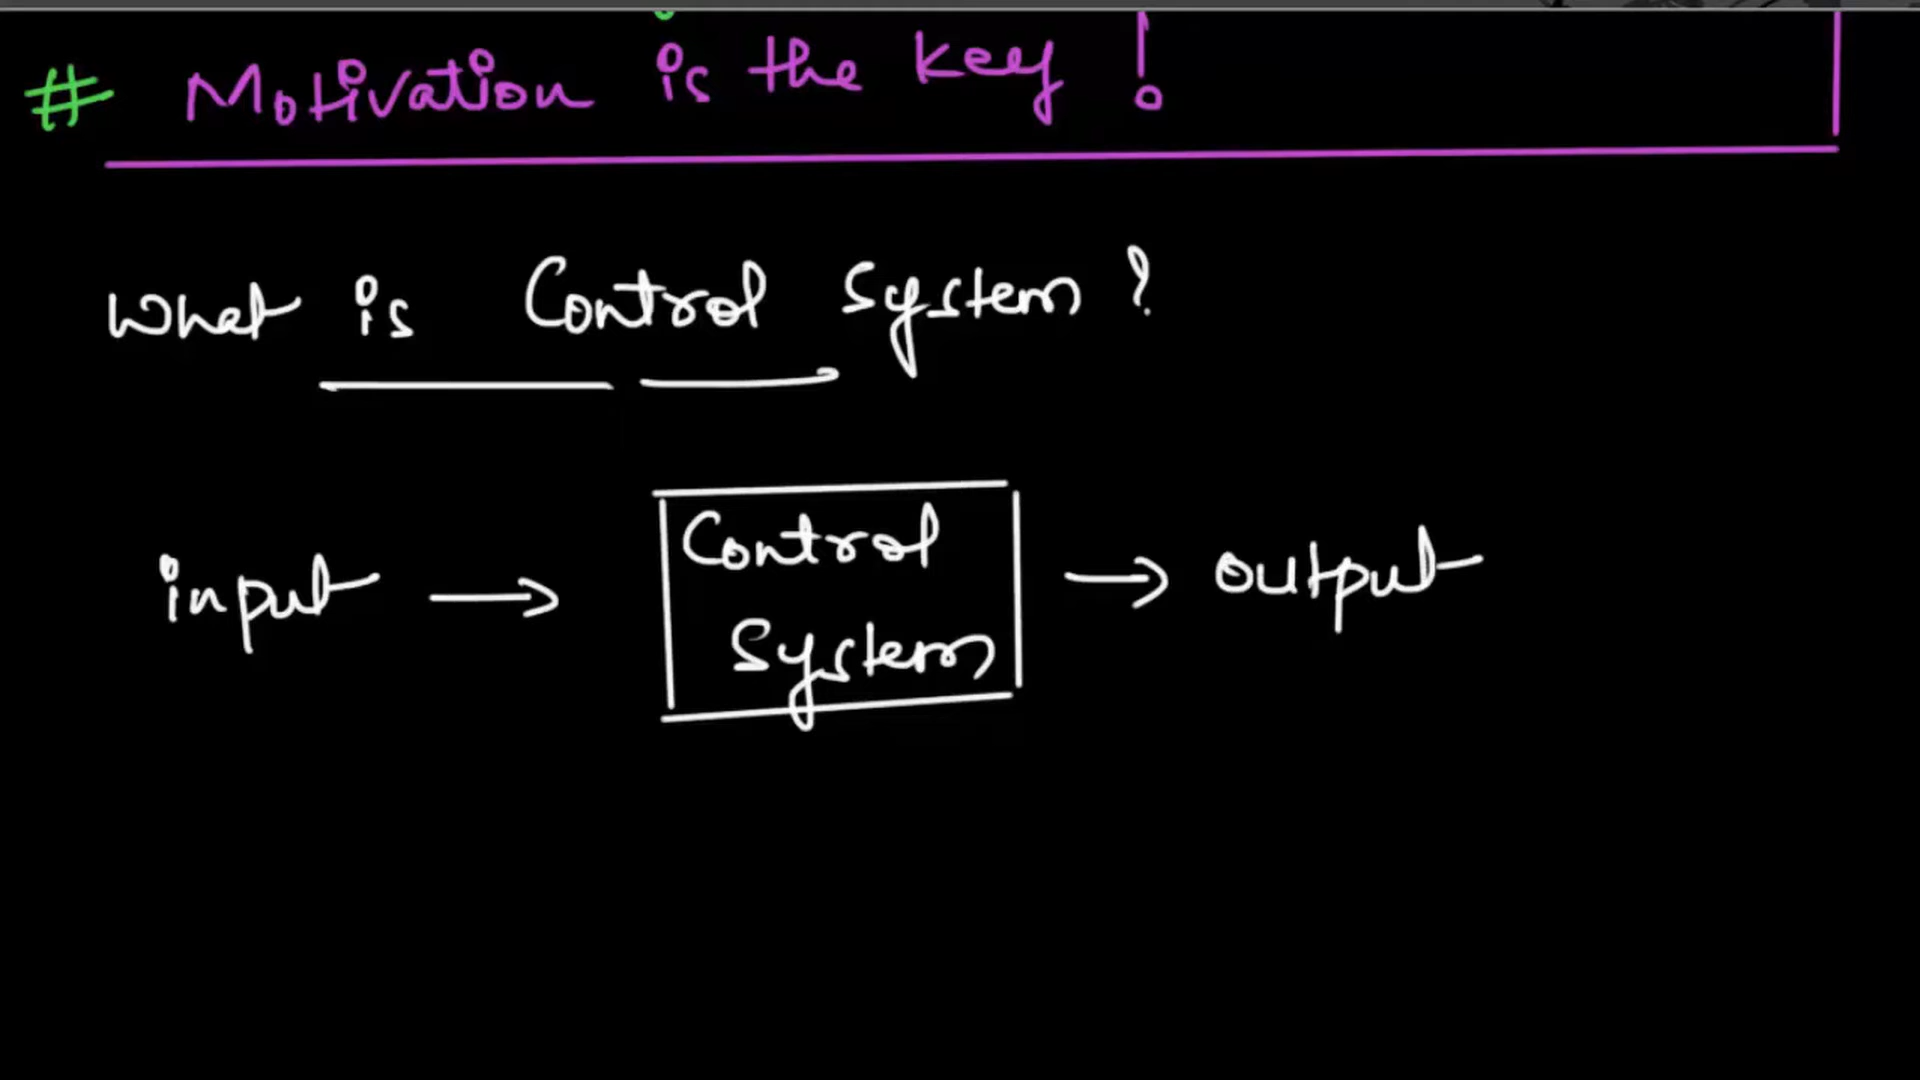 # Motivation is the key!
What is Control System?
input → Control → output
System